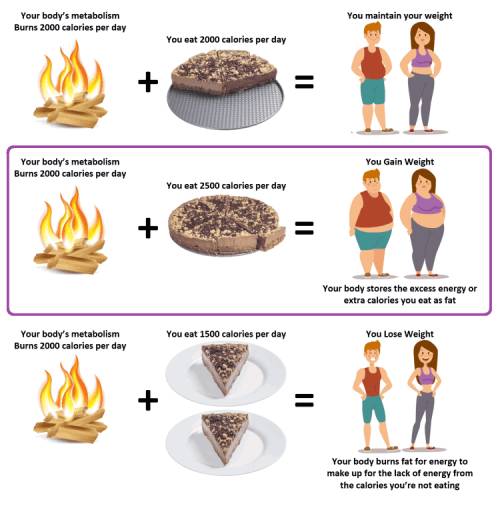 Your body's metabolism
Burns 2000 calories per day
You eat 2000 calories per day
You maintain your weight
+
=
Your body's metabolism
Burns 2000 calories per day
You eat 2500 calories per day
You Gain Weight
+
=
Your body stores the excess energy or
extra calories you eat as fat
Your body's metabolism
Burns 2000 calories per day
You eat 1500 calories per day
You Lose Weight
+
=
Your body burns fat for energy to
make up for the lack of energy from
the calories you're not eating